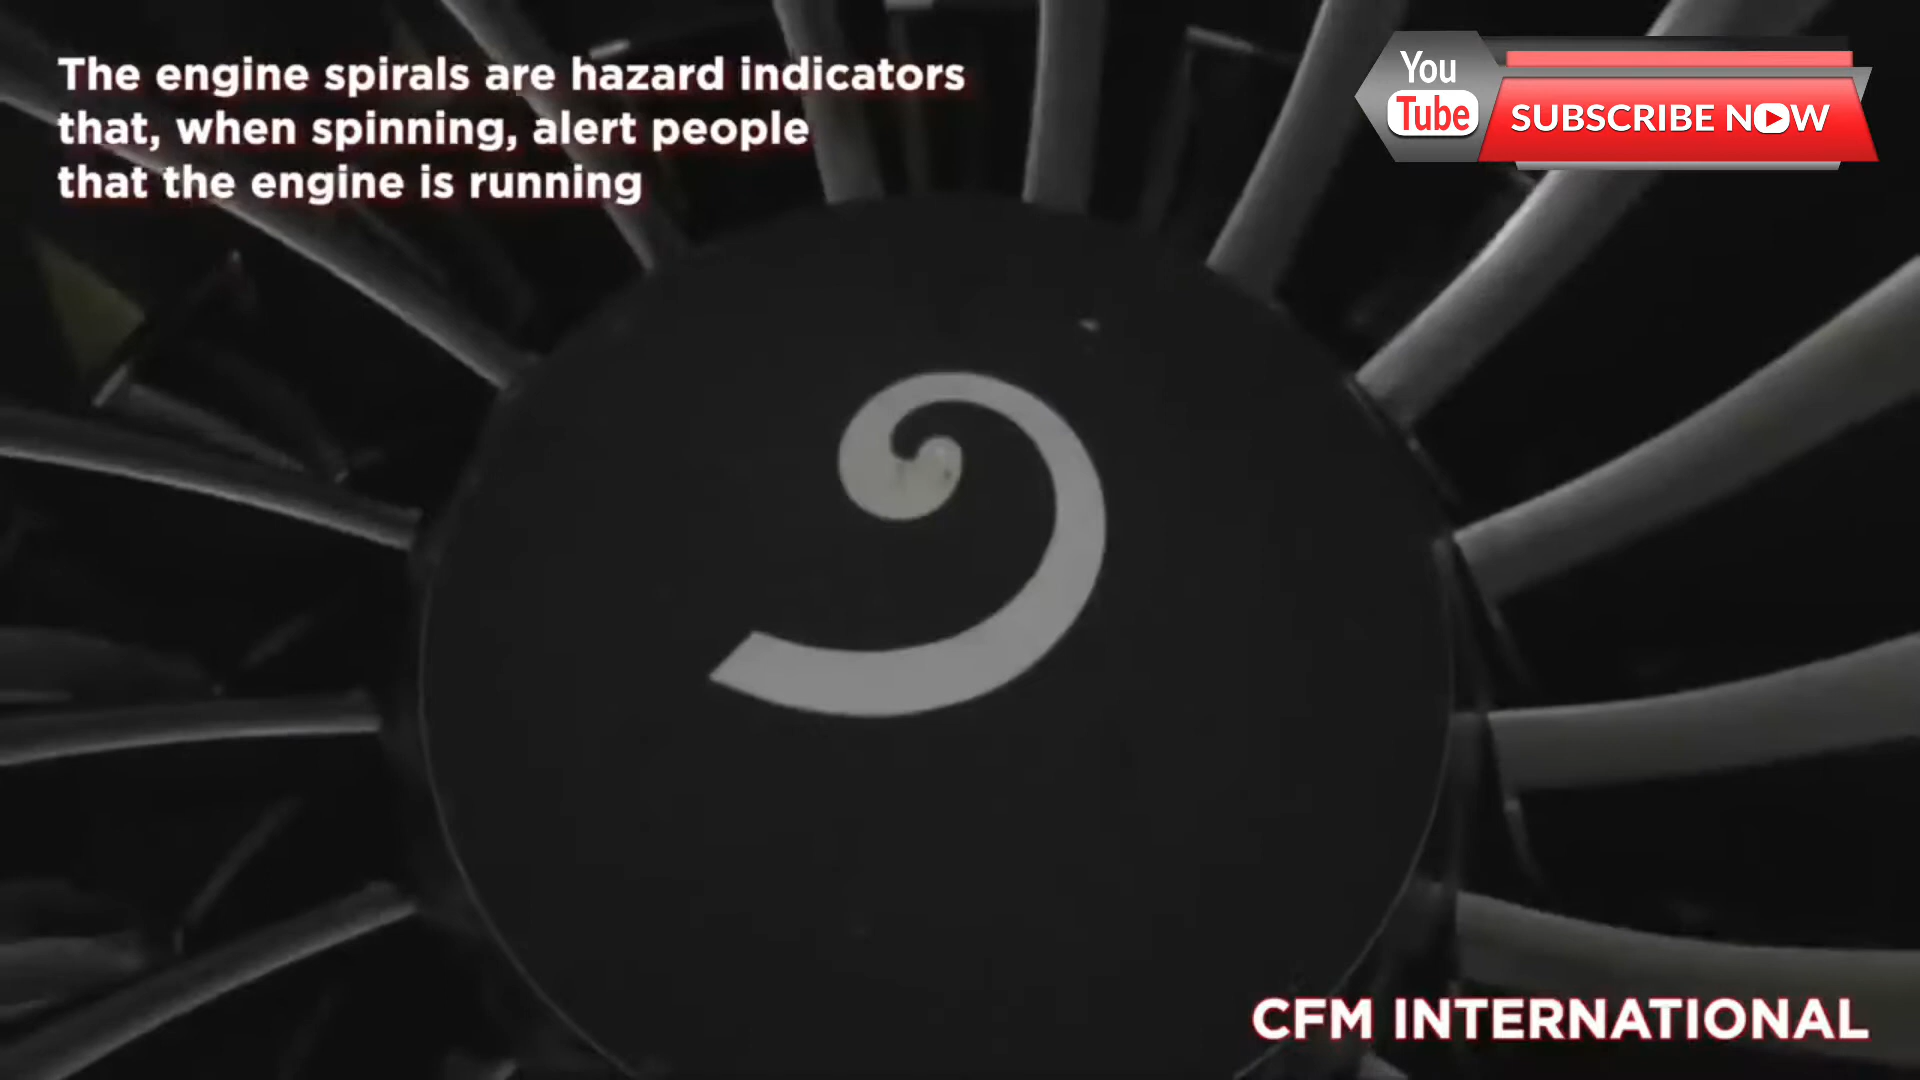 The engine spirals are hazard indicators
that, when spinning, alert people
that the engine is running
You
Tube
SUBSCRIBE NOW
CFM INTERNATIONAL